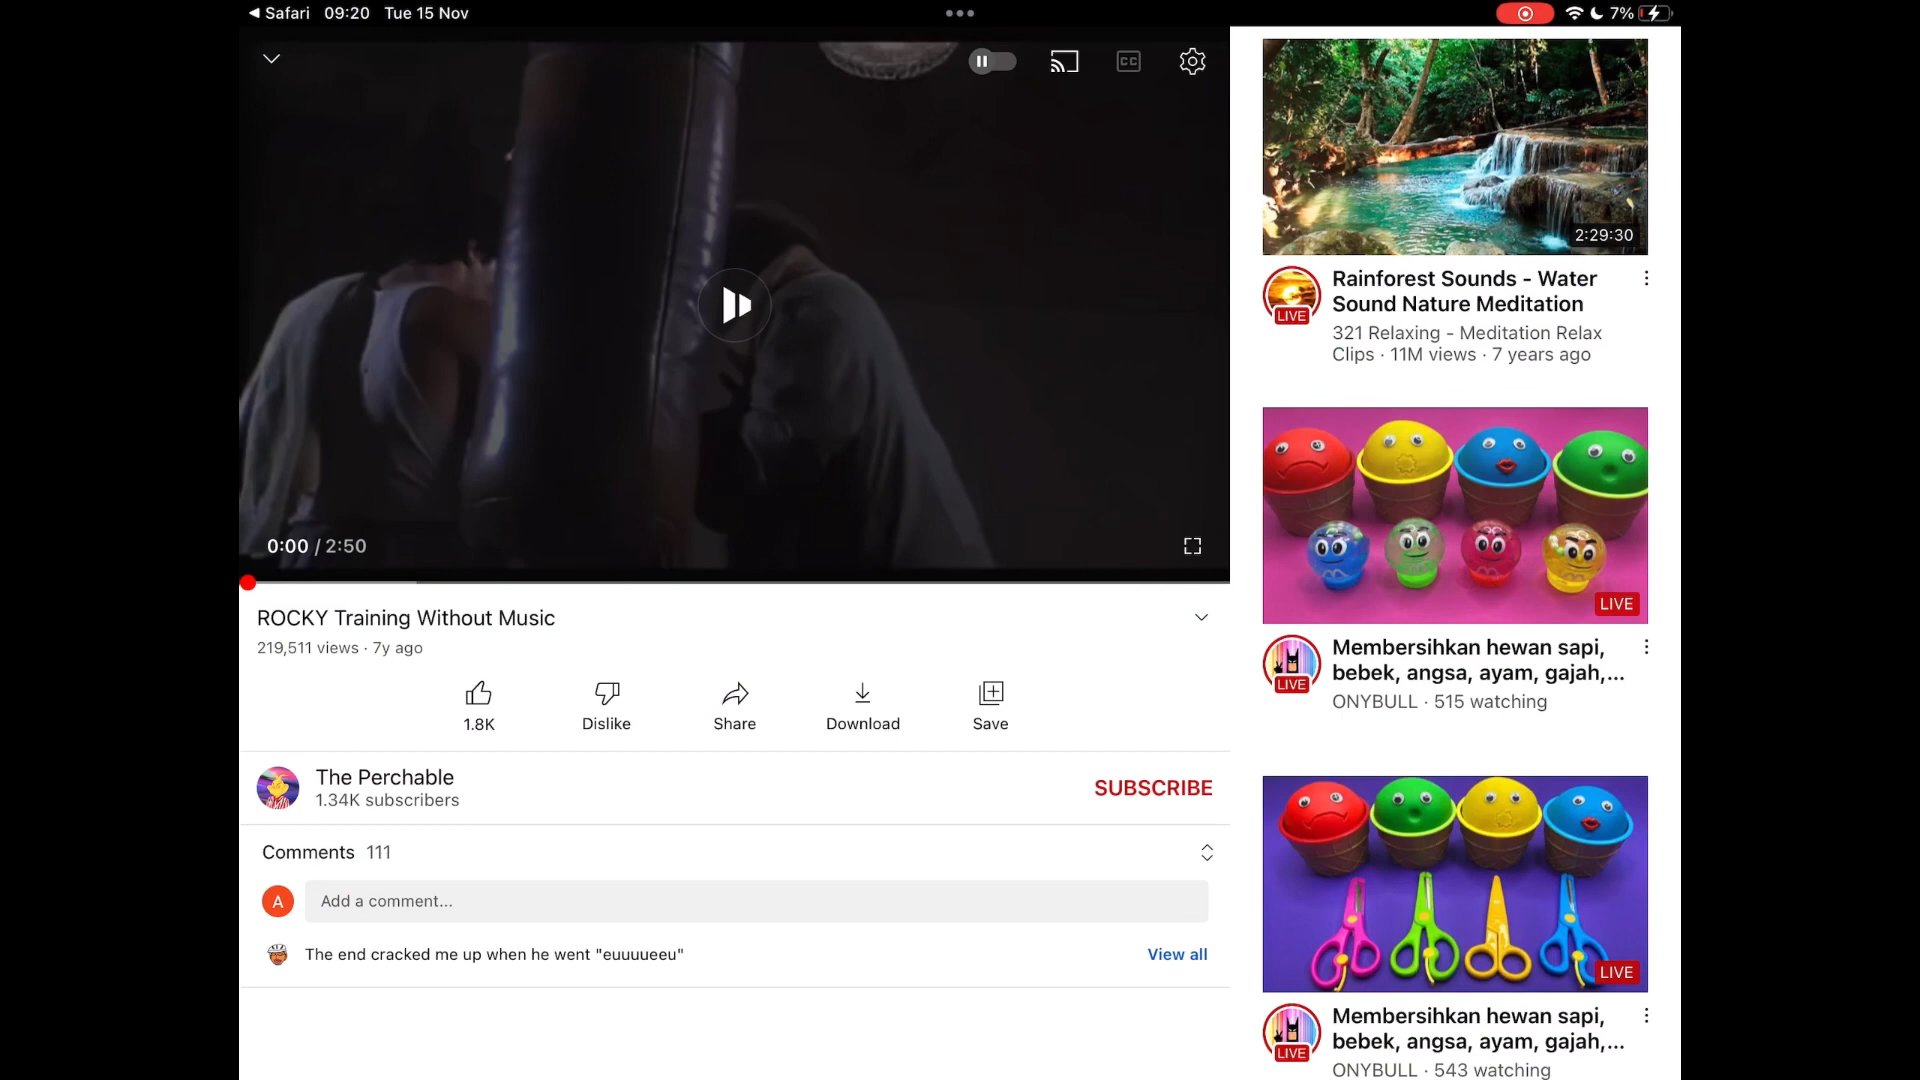 Safari 09:20 Tue 15 Nov
7%
CC
0:00 / 2:50
ROCKY Training Without Music
219,511 views · 7y ago
1.8K
Dislike
Share
Download
Save
The Perchable
1.34K subscribers
SUBSCRIBE
Comments 111
A
Add a comment...
The end cracked me up when he went "euuuueeu"
View all
2:29:30
LIVE
Rainforest Sounds - Water
Sound Nature Meditation
321 Relaxing - Meditation Relax
Clips · 11M views · 7 years ago
LIVE
LIVE
Membersihkan hewan sapi,
bebek, angsa, ayam, gajah,...
ONYBULL · 515 watching
LIVE
LIVE
Membersihkan hewan sapi,
bebek, angsa, ayam, gajah,...
ONYBULL · 543 watching